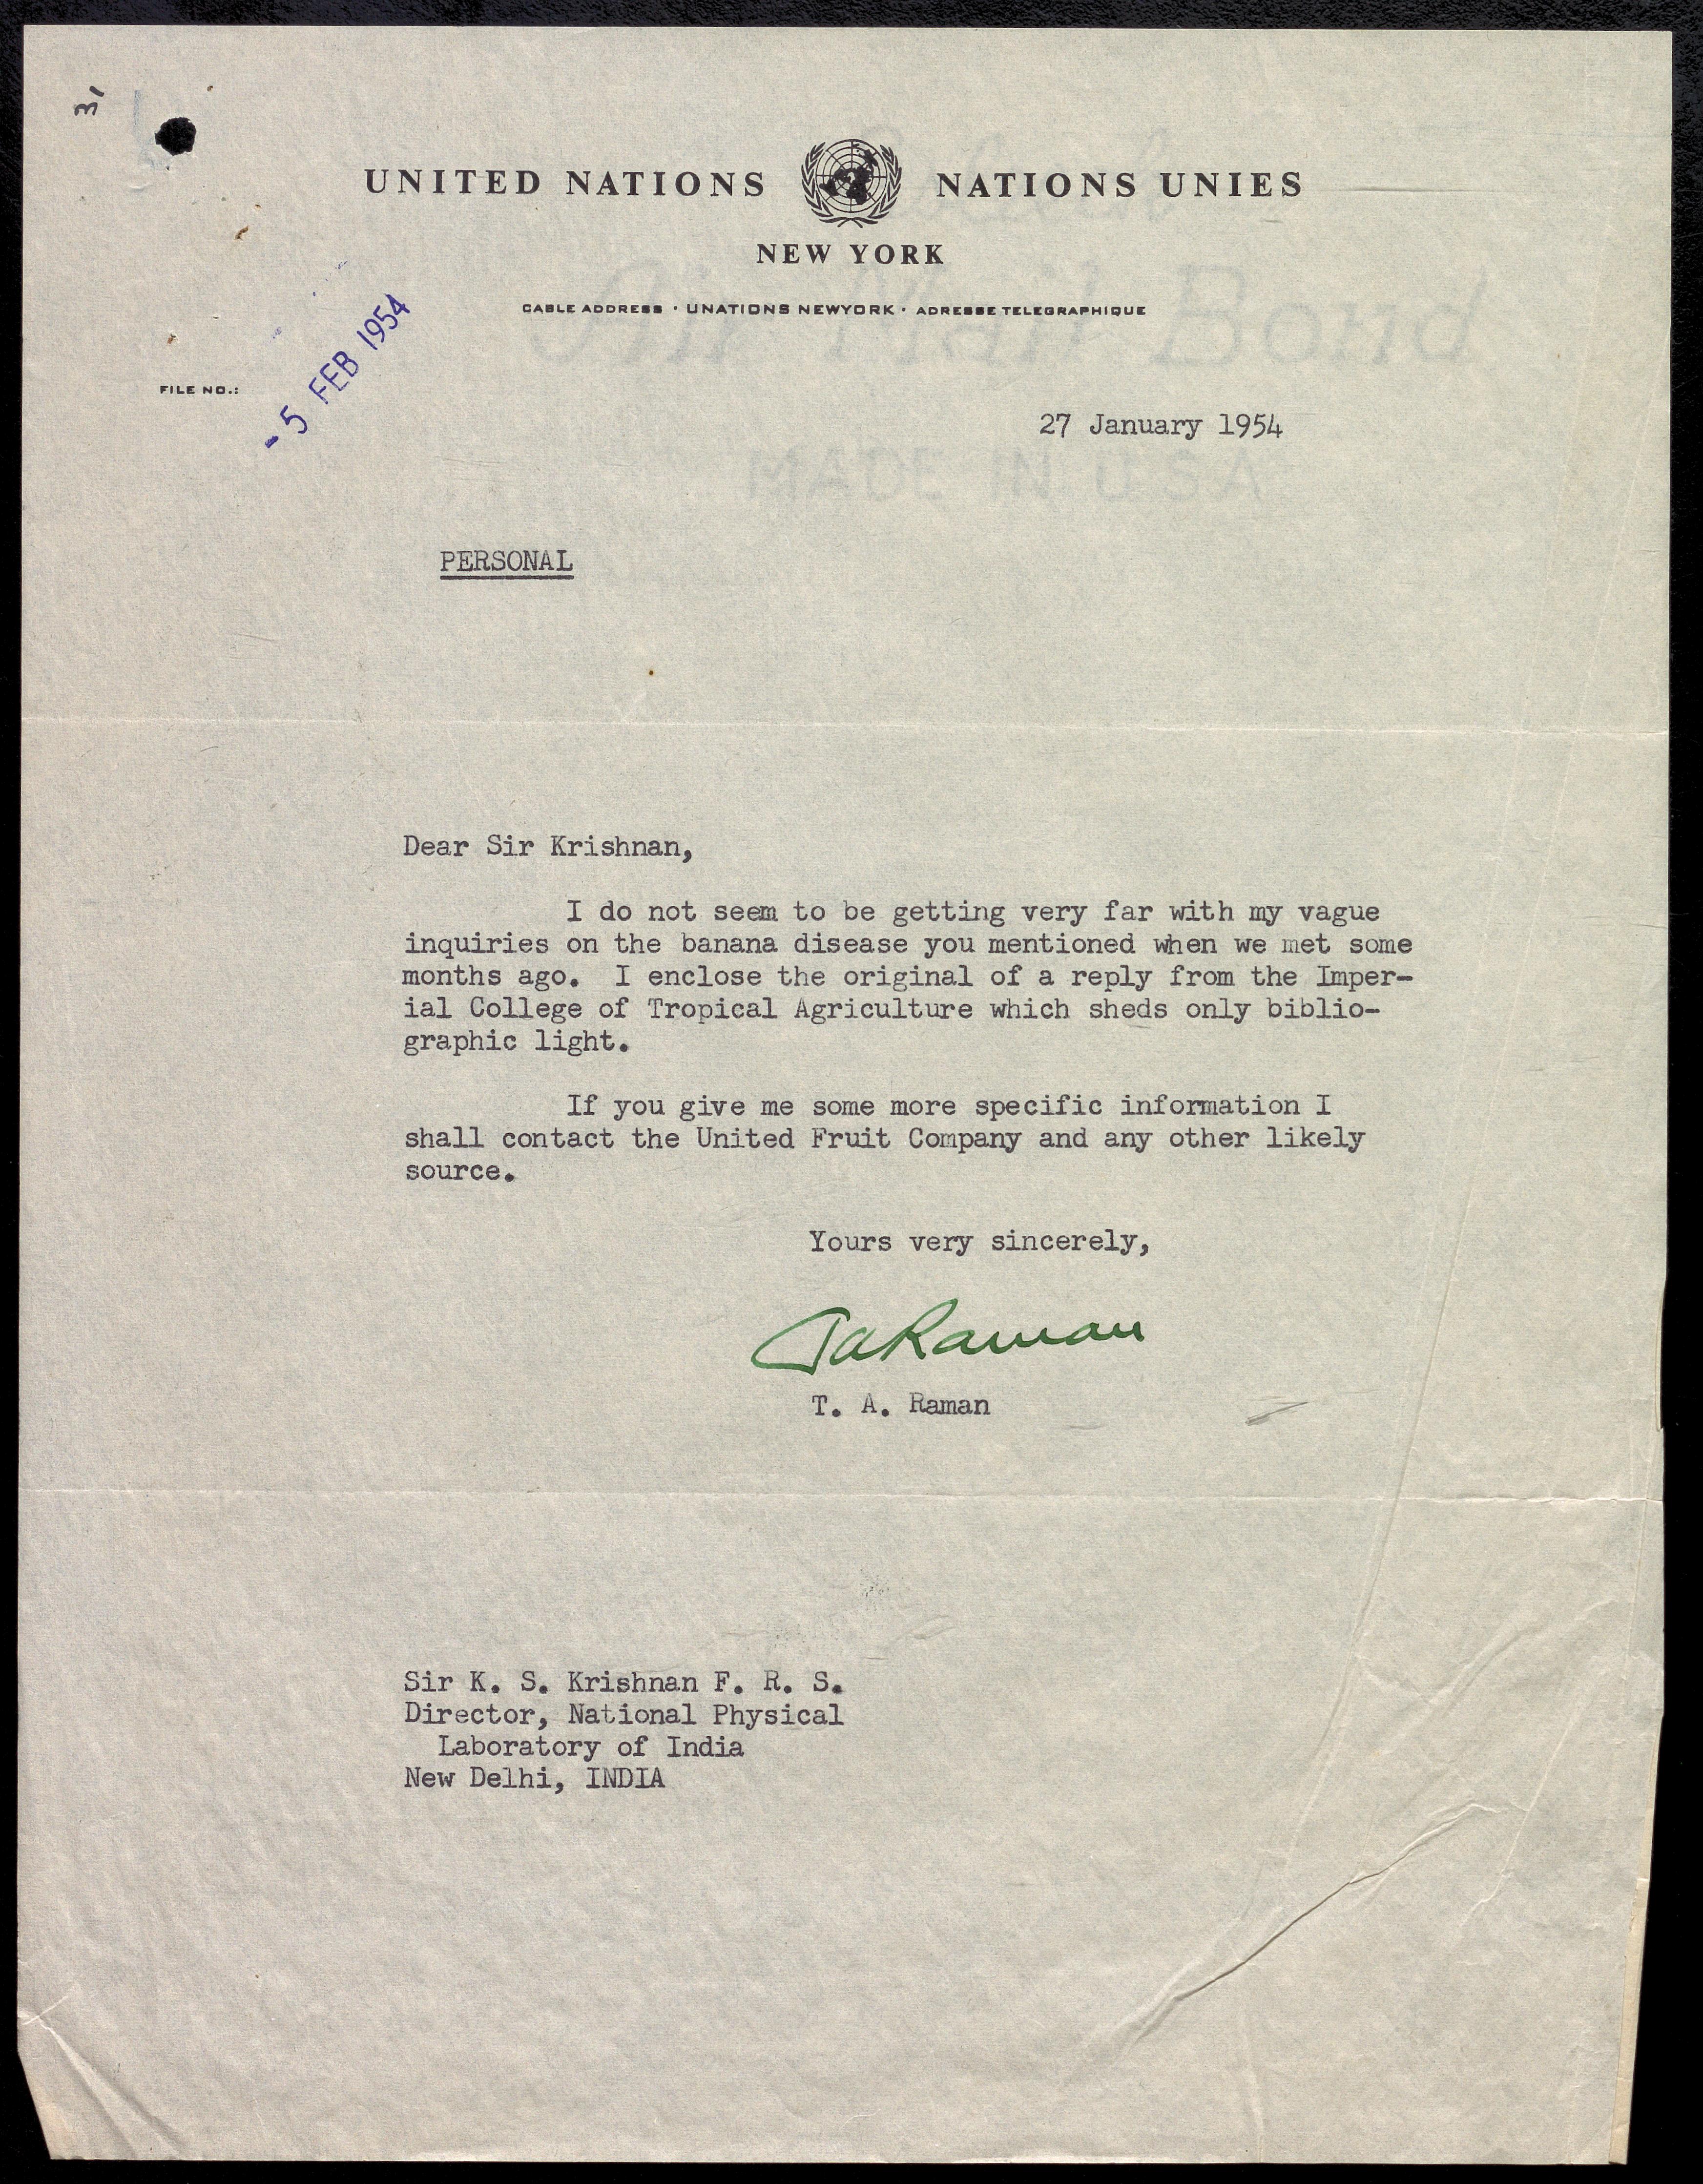 31
UNITED NATIONS NATIONS UNIES
NEW YORK
CABLE ADDRESS · UNATIONS NEWYORK · ADRESSE TELEGRAPHIQUE
Air Mail Bond
MADE IN U.S.A
FILE NO.:
- 5 FEB 1954
27 January 1954
PERSONAL
Dear Sir Krishnan,
I do not seem to be getting very far with my vague
inquiries on the banana disease you mentioned when we met some
months ago. I enclose the original of a reply from the Imper-
ial College of Tropical Agriculture which sheds only biblio-
graphic light.
If you give me some more specific information I
shall contact the United Fruit Company and any other likely
source.
Yours very sincerely,
TARaman
T. A. Raman
Sir K. S. Krishnan F. R. S.
Director, National Physical
Laboratory of India
New Delhi, INDIA